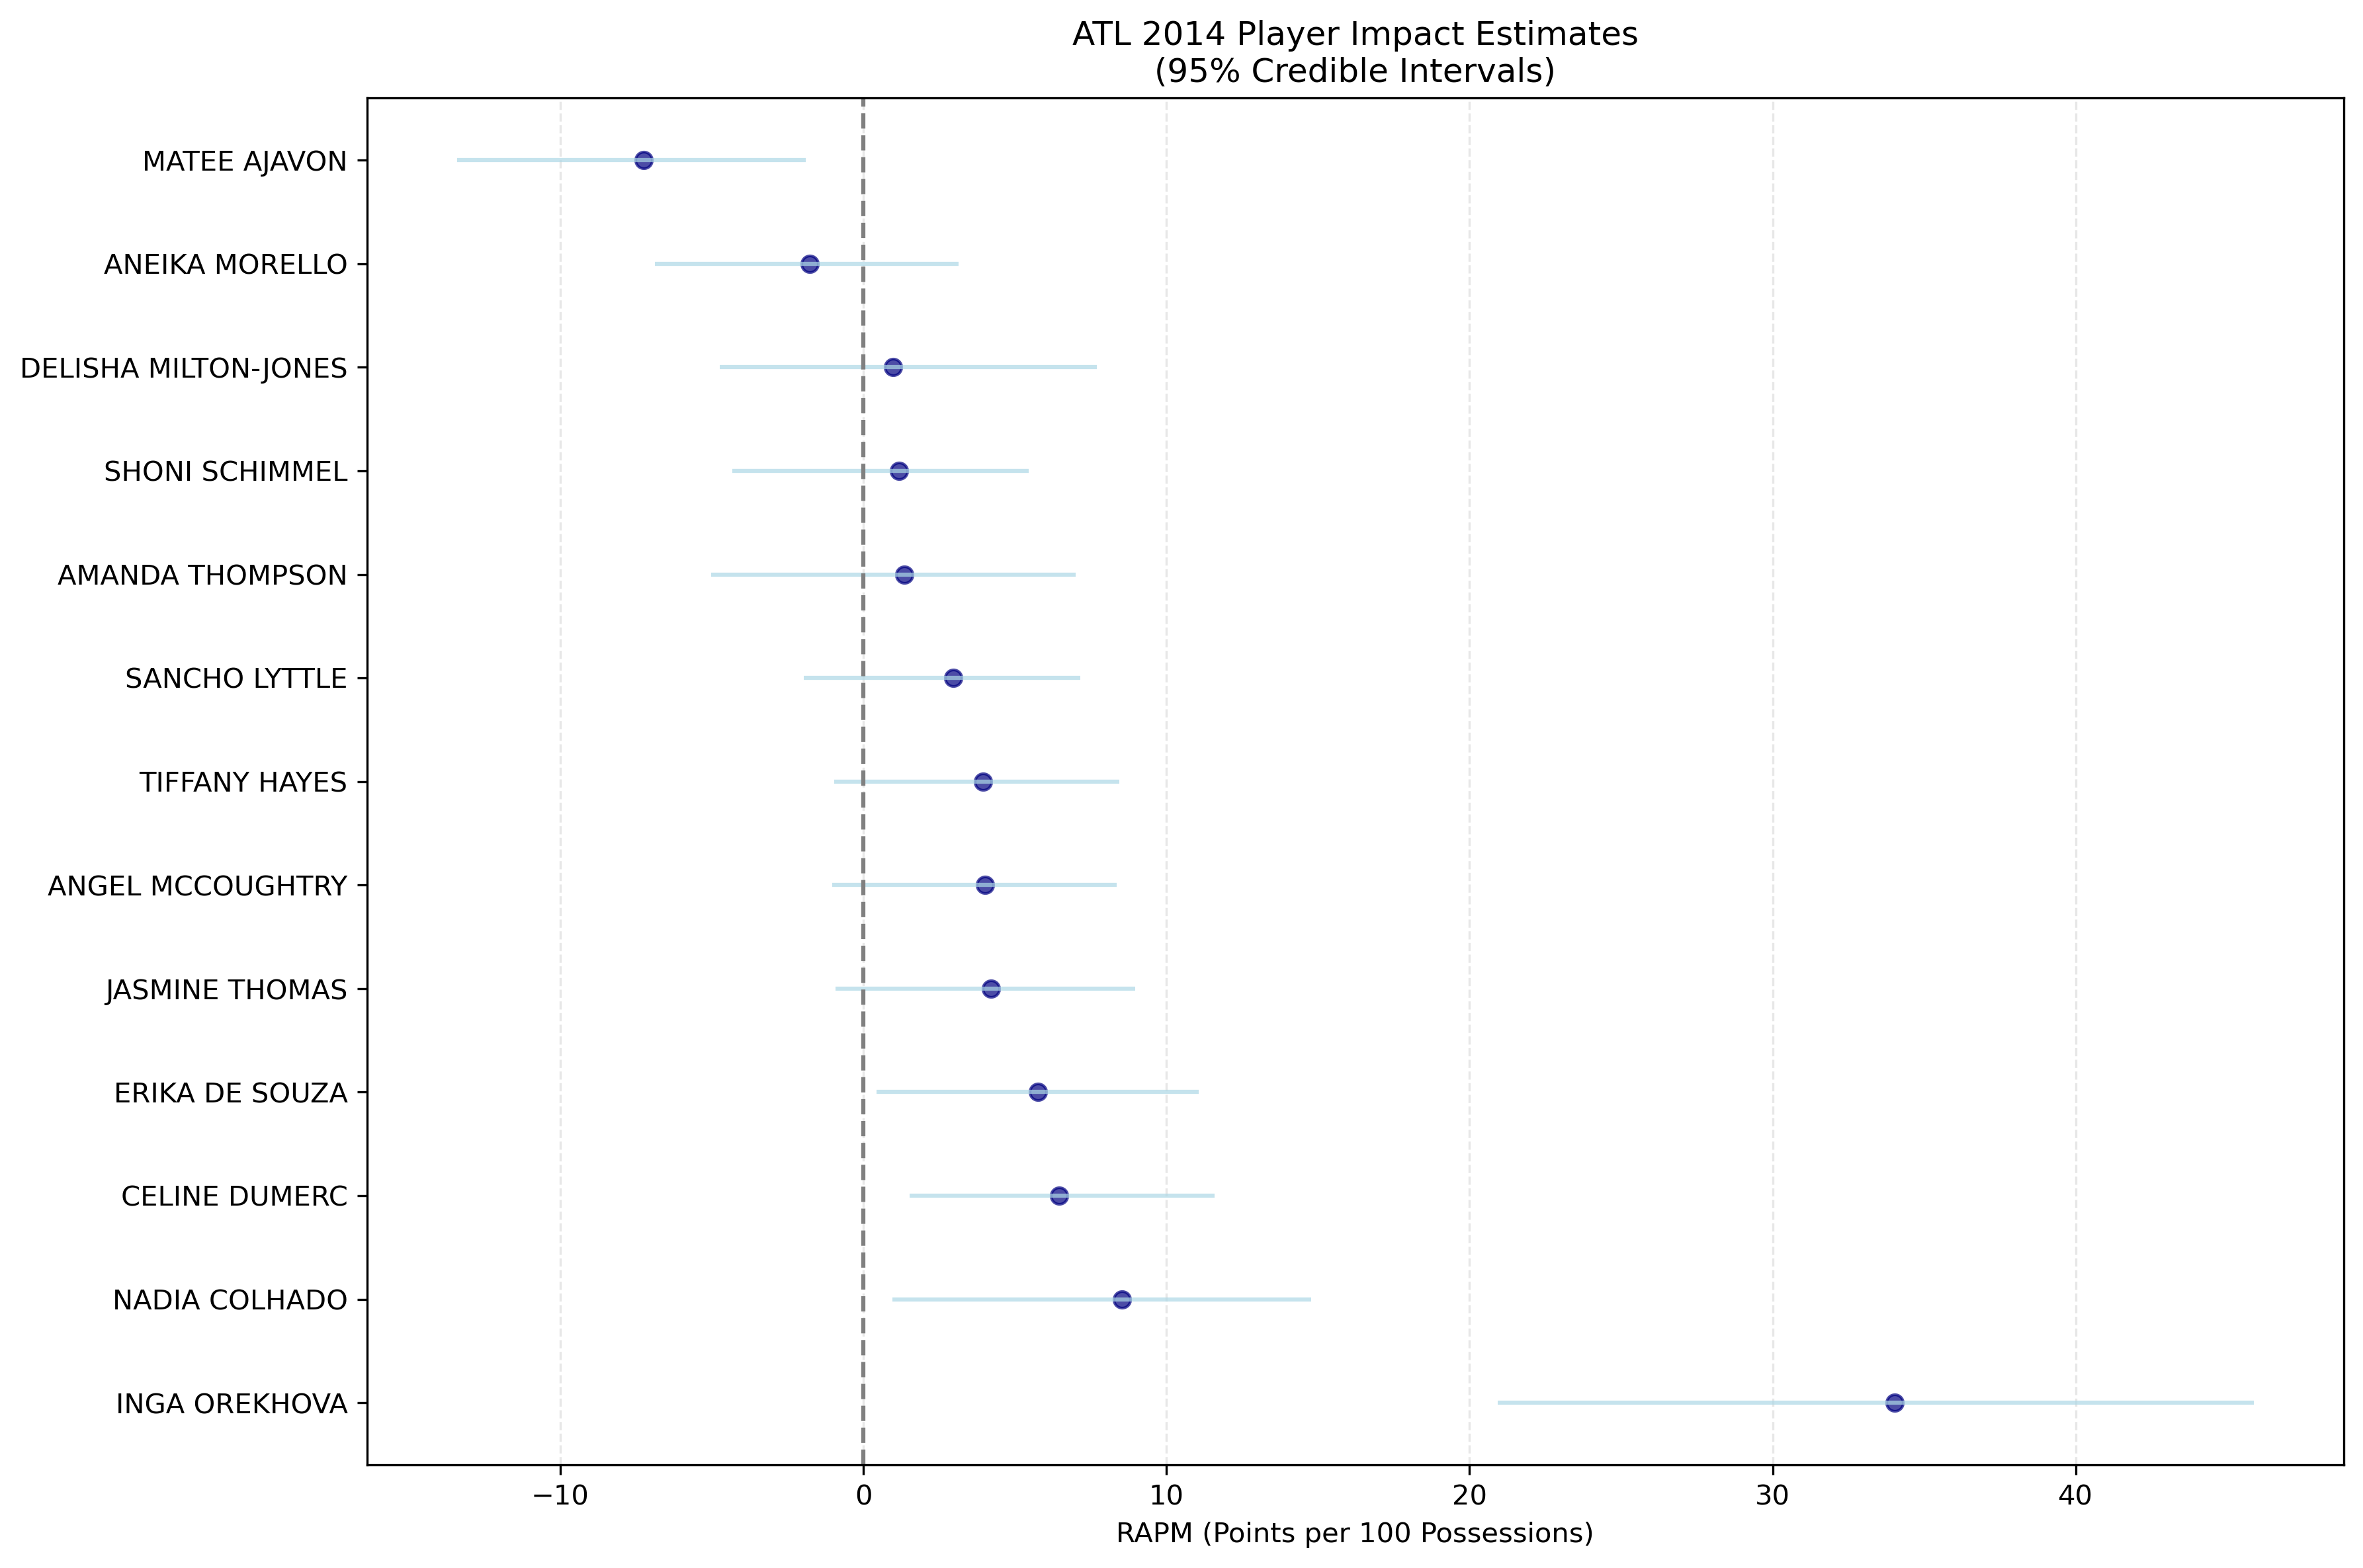 ATL 2014 Player Impact Estimates
(95% Credible Intervals)
MATEE AJAVON
ANEIKA MORELLO
DELISHA MILTON-JONES
SHONI SCHIMMEL
AMANDA THOMPSON
SANCHO LYTTLE
TIFFANY HAYES
ANGEL MCCOUGHTRY
JASMINE THOMAS
ERIKA DE SOUZA
CELINE DUMERC
NADIA COLHADO
INGA OREKHOVA
−10 0 10 20 30 40
RAPM (Points per 100 Possessions)